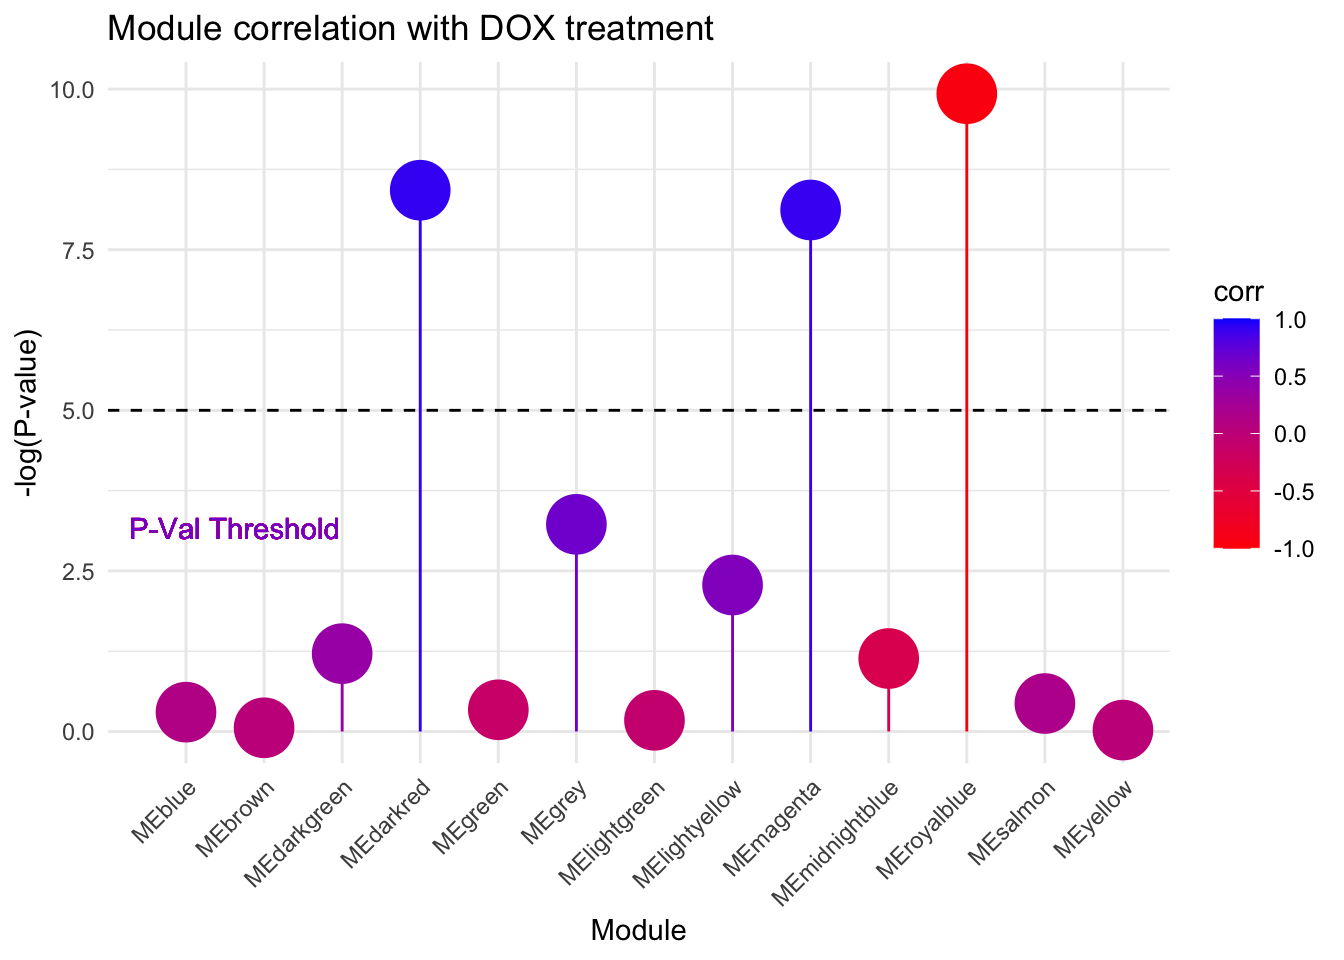 Module correlation with DOX treatment
10.0
7.5
5.0
2.5
0.0
-log(P-value)
P-Val Threshold
MEblue
MEbrown
MEdarkgreen
MEdarkred
MEgreen
MEgrey
MElightgreen
MElightyellow
MEmagenta
MEmidnightblue
MEroyalblue
MEsalmon
MEyellow
Module
corr
1.0
0.5
0.0
-0.5
-1.0